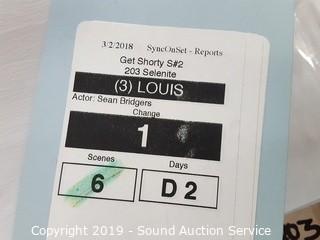 3/2/2018 SyncOnSet - Reports
Get Shorty S#2
203 Selenite
(3) LOUIS
Actor: Sean Bridgers
Change
1
Scenes Days
6 D 2
Copyright 2019 - Sound Auction Service